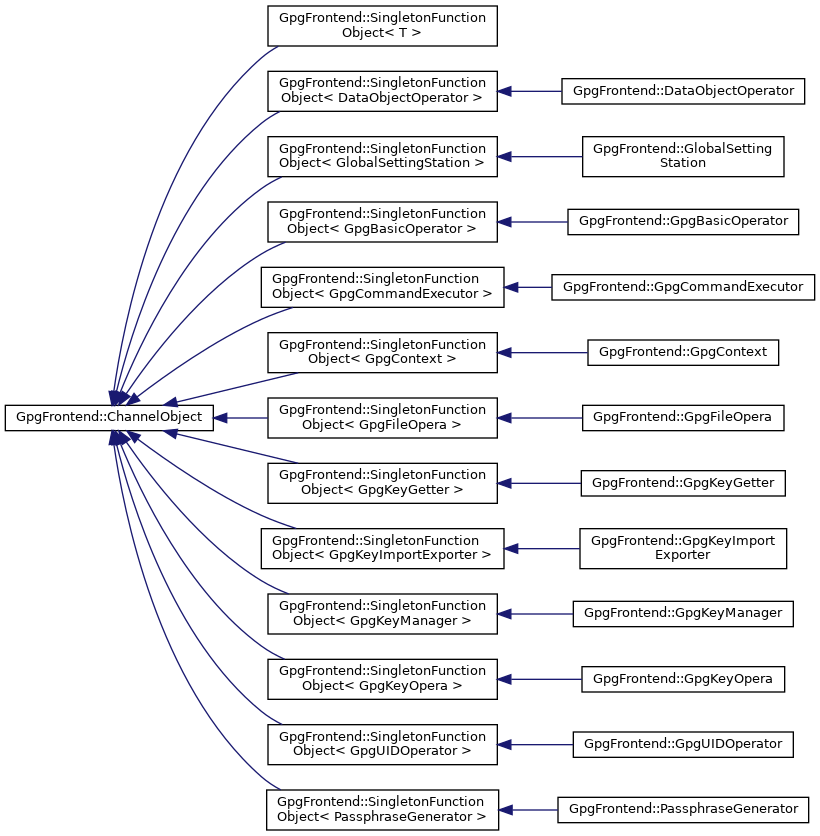 GpgFrontend::SingletonFunction
Object< T >
GpgFrontend::SingletonFunction
Object< DataObjectOperator >
GpgFrontend::DataObjectOperator
GpgFrontend::SingletonFunction
Object< GlobalSettingStation >
GpgFrontend::GlobalSetting
Station
GpgFrontend::SingletonFunction
Object< GpgBasicOperator >
GpgFrontend::GpgBasicOperator
GpgFrontend::SingletonFunction
Object< GpgCommandExecutor >
GpgFrontend::GpgCommandExecutor
GpgFrontend::SingletonFunction
Object< GpgContext >
GpgFrontend::GpgContext
GpgFrontend::ChannelObject
GpgFrontend::SingletonFunction
Object< GpgFileOpera >
GpgFrontend::GpgFileOpera
GpgFrontend::SingletonFunction
Object< GpgKeyGetter >
GpgFrontend::GpgKeyGetter
GpgFrontend::SingletonFunction
Object< GpgKeyImportExporter >
GpgFrontend::GpgKeyImport
Exporter
GpgFrontend::SingletonFunction
Object< GpgKeyManager >
GpgFrontend::GpgKeyManager
GpgFrontend::SingletonFunction
Object< GpgKeyOpera >
GpgFrontend::GpgKeyOpera
GpgFrontend::SingletonFunction
Object< GpgUIDOperator >
GpgFrontend::GpgUIDOperator
GpgFrontend::SingletonFunction
Object< PassphraseGenerator >
GpgFrontend::PassphraseGenerator